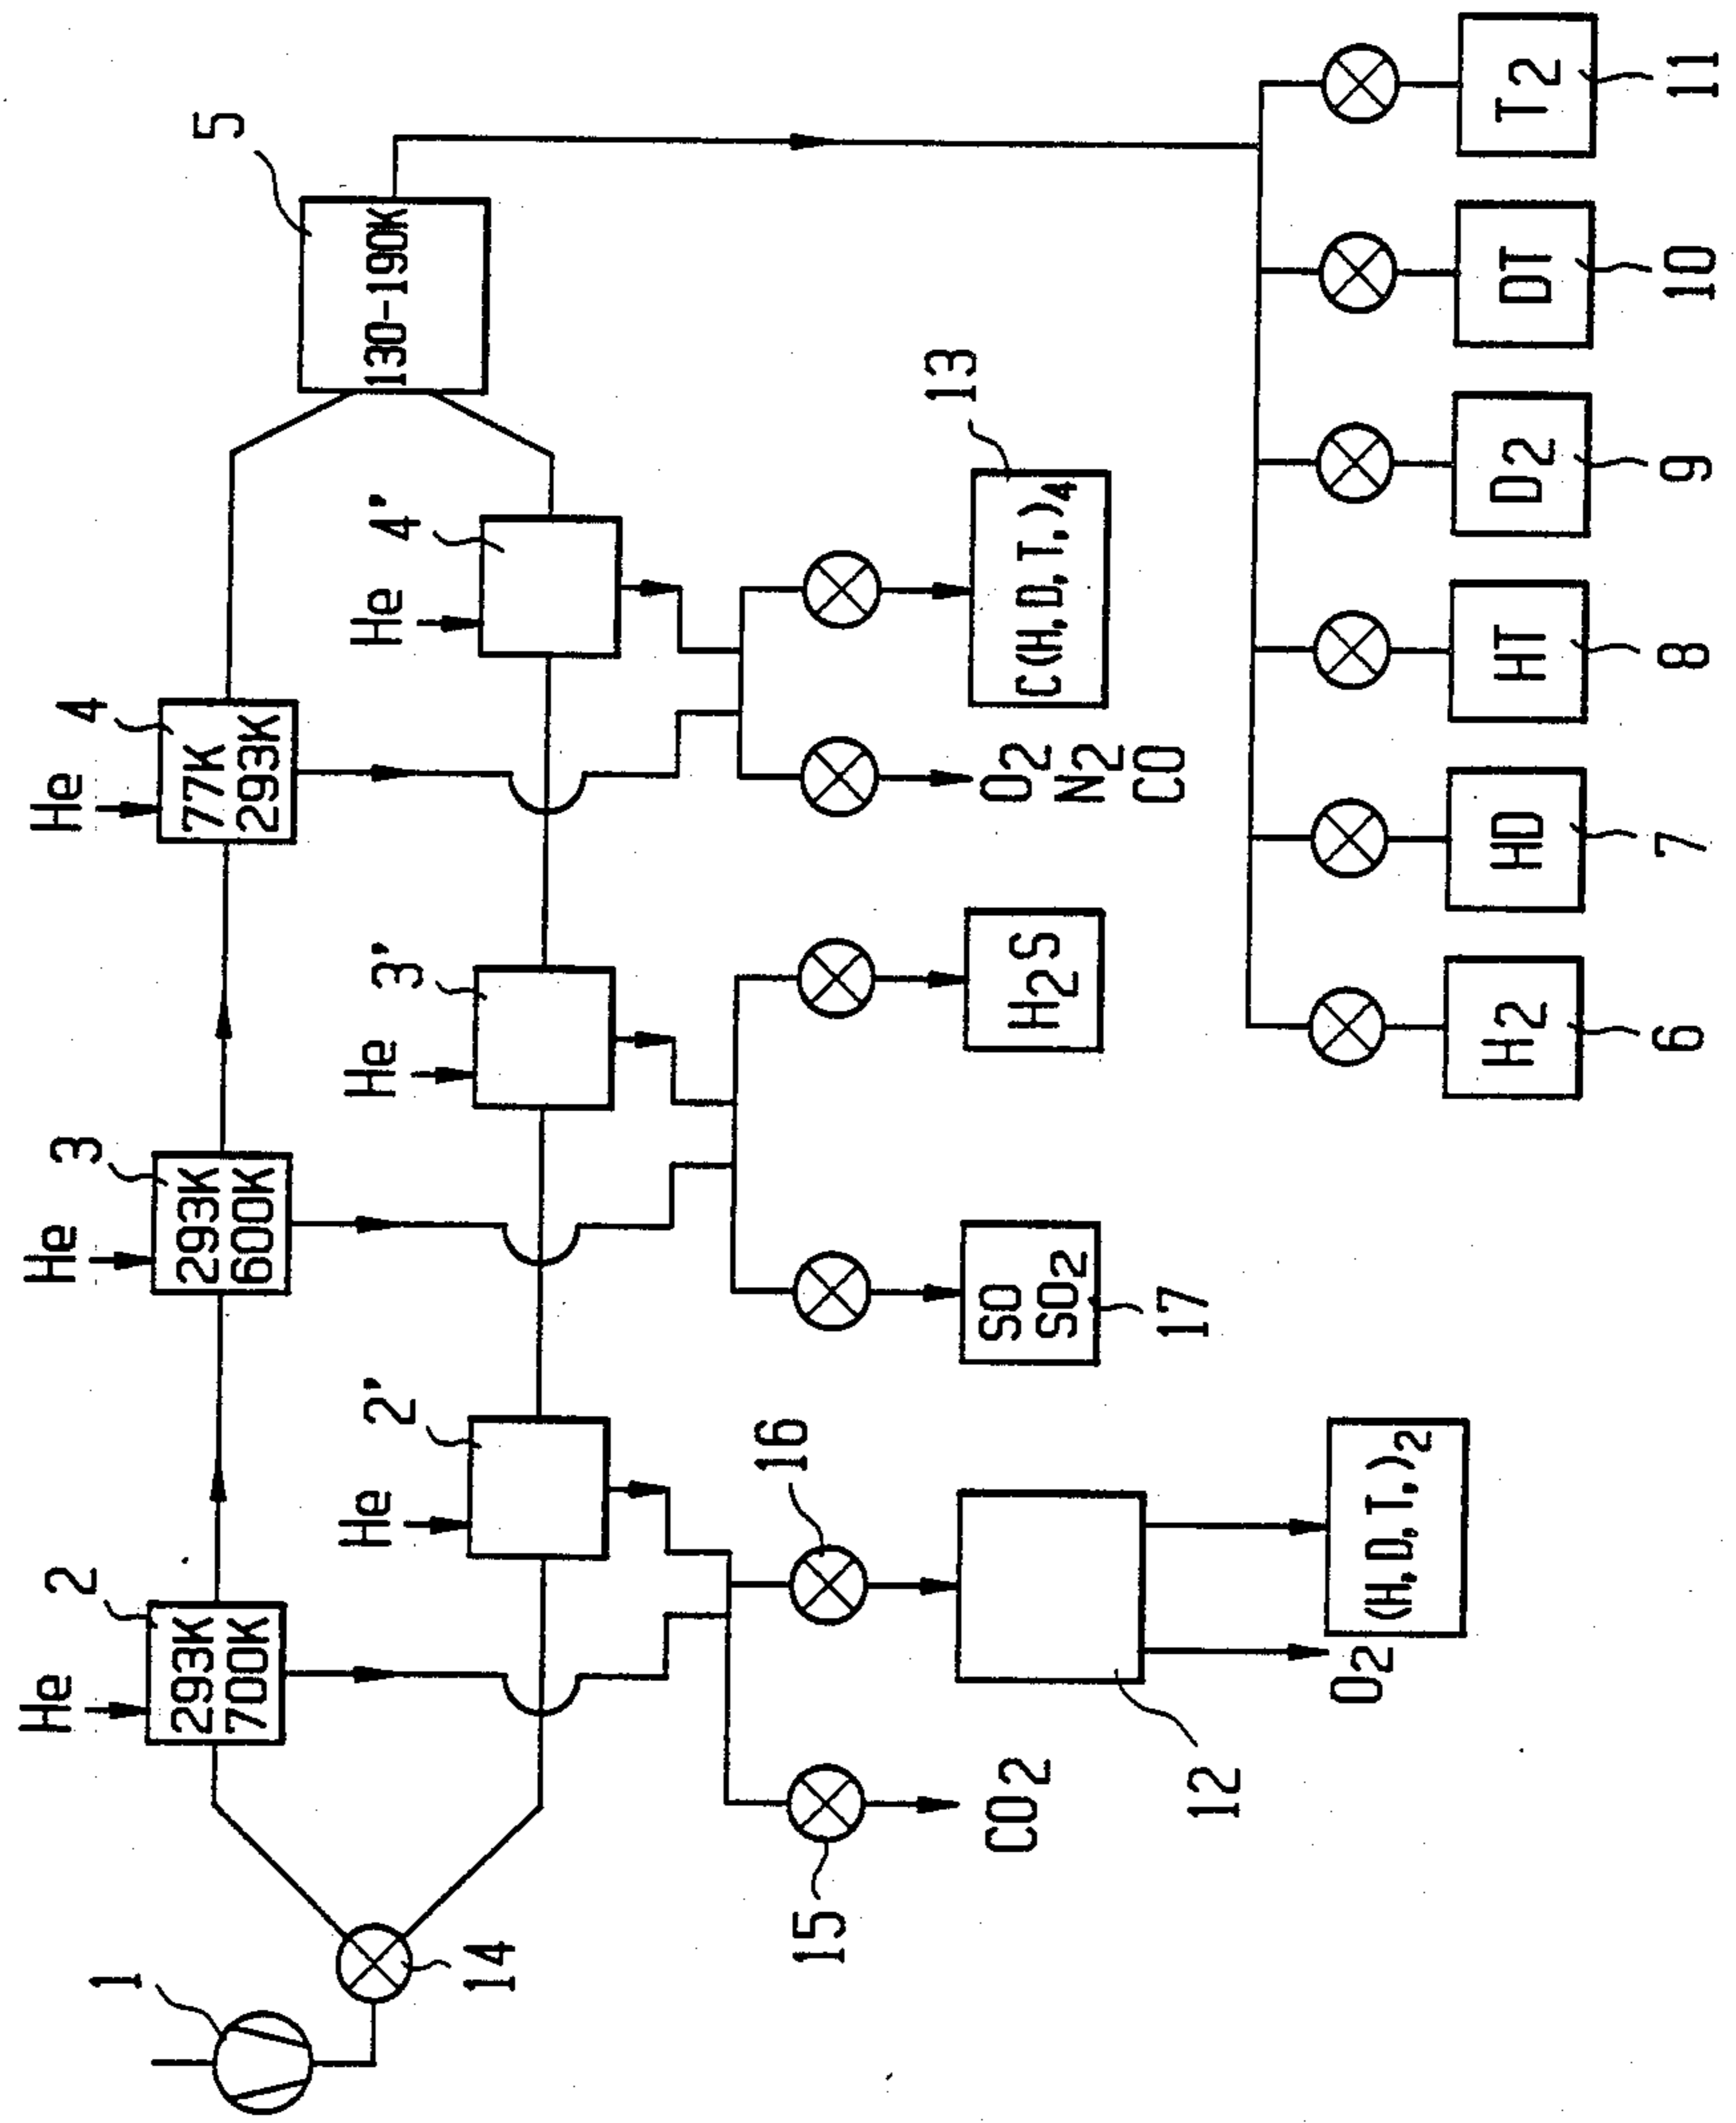 1
14
He
2
293K
700K
He
2'
He
3
293K
600K
He
3'
He
4
77K
293K
He
4'
5
130-190K
15
CO2
16
12
O2
(H,D,T,)2
SO
SO2
17
H2S
O2
N2
CO
13
C(H,D,T,)4
H2
6
HD
7
HT
8
D2
9
DT
10
T2
11